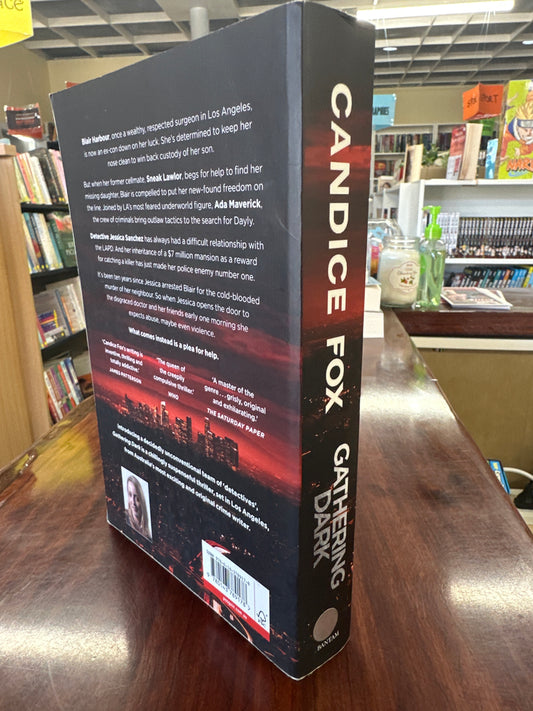 Blair Harbour, once a wealthy, respected surgeon in Los Angeles,
is now an ex-con down on her luck. She's determined to keep her
nose clean to win back custody of her son.
But when her former cellmate, Sneak Lawlor, begs for help to find her
missing daughter, Blair is compelled to put her new-found freedom on
the line. Joined by LA's most feared underworld figure, Ada Maverick,
the crew of criminals bring outlaw tactics to the search for Dayly.
Detective Jessica Sanchez has always had a difficult relationship with
the LAPD. And her inheritance of a $7 million mansion as a reward
for catching a killer has just made her police enemy number one.
It's been ten years since Jessica arrested Blair for the cold-blooded
murder of her neighbour. So when Jessica opens the door to
the disgraced doctor and her friends early one morning she
expects abuse, maybe even violence.
What comes instead is a plea for help.
'Candice Fox's writing is
inventive, thrilling and
smally addictive.'
JAMES PATTERSON
'The queen of
the creepily
compulsive thriller.'
WHO
'A master of the
genre . . . grisly, original
and exhilarating.'
THE SATURDAY PAPER
Introducing a decidedly unconventional team of 'detectives',
Gathering Dark is a chillingly suspenseful thriller, set in Los Angeles,
from Australia's most exciting and original crime writer.
CANDICE FOX
GATHERING
DARK
BANTAM